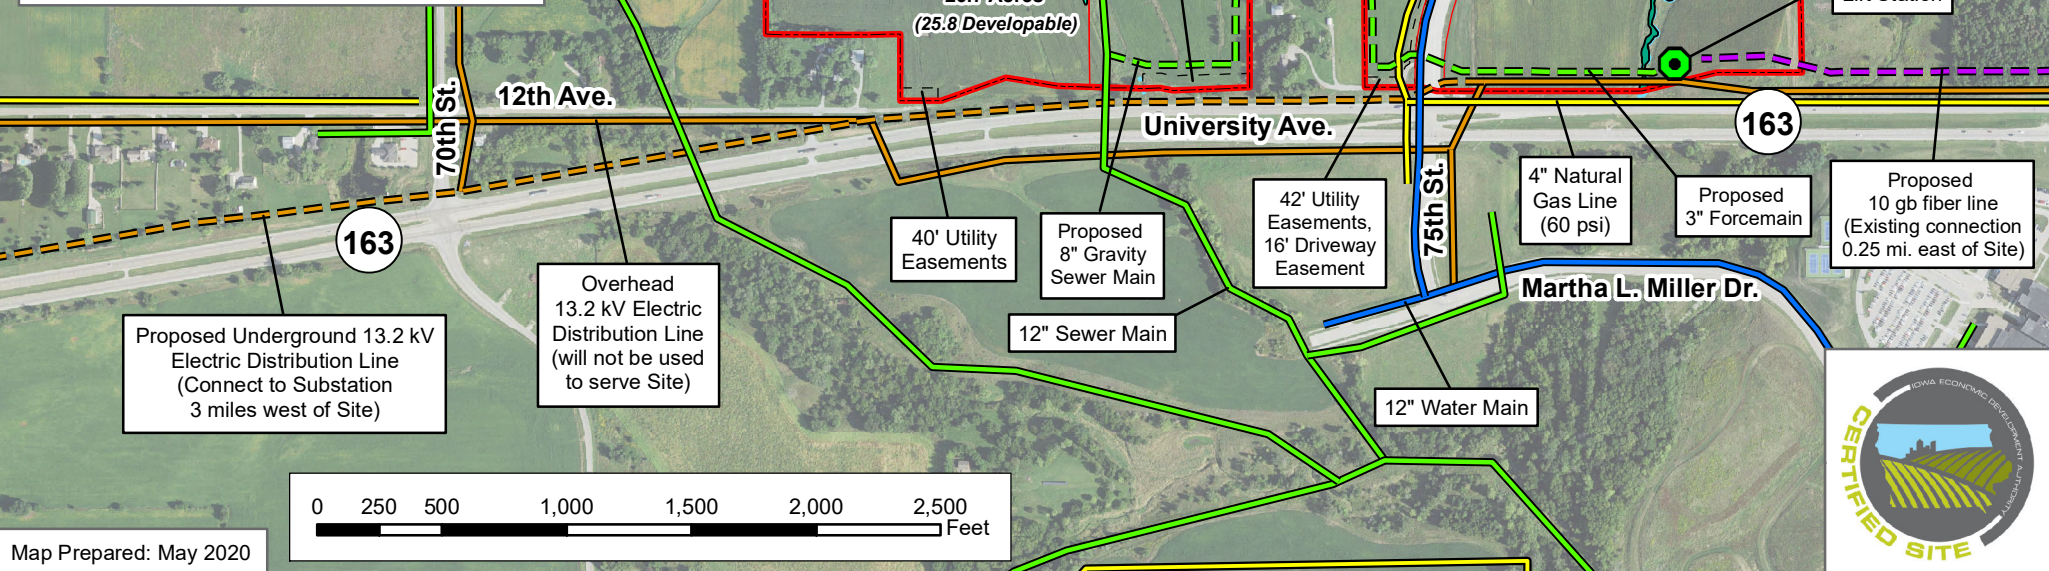 (25.8 Developable)
70th St.
12th Ave.
University Ave.
163
163
75th St.
Martha L. Miller Dr.
40' Utility
Easements
Proposed
8" Gravity
Sewer Main
42' Utility
Easements,
16' Driveway
Easement
4" Natural
Gas Line
(60 psi)
Proposed
3" Forcemain
Proposed
10 gb fiber line
(Existing connection
0.25 mi. east of Site)
Proposed Underground 13.2 kV
Electric Distribution Line
(Connect to Substation
3 miles west of Site)
Overhead
13.2 kV Electric
Distribution Line
(will not be used
to serve Site)
12" Sewer Main
12" Water Main
0 250 500 1,000 1,500 2,000 2,500
Feet
Map Prepared: May 2020
IOWA ECONOMIC DEVELOPMENT AUTHORITY
CERTIFIED SITE